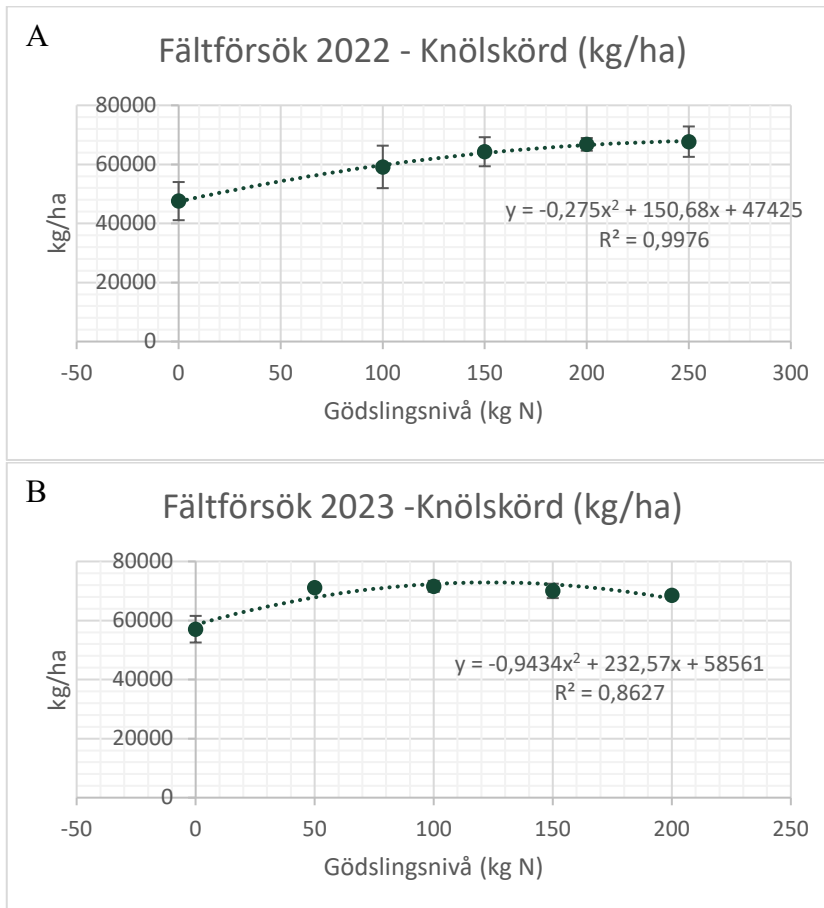 A
Fältförsök 2022 - Knölskörd (kg/ha)
80000
60000
40000
20000
0
kg/ha
y = -0,275x² + 150,68x + 47425
R² = 0,9976
-50 0 50 100 150 200 250 300
Gödslingsnivå (kg N)
B
Fältförsök 2023 -Knölskörd (kg/ha)
80000
60000
40000
20000
0
kg/ha
y = -0,9434x² + 232,57x + 58561
R² = 0,8627
-50 0 50 100 150 200 250
Gödslingsnivå (kg N)